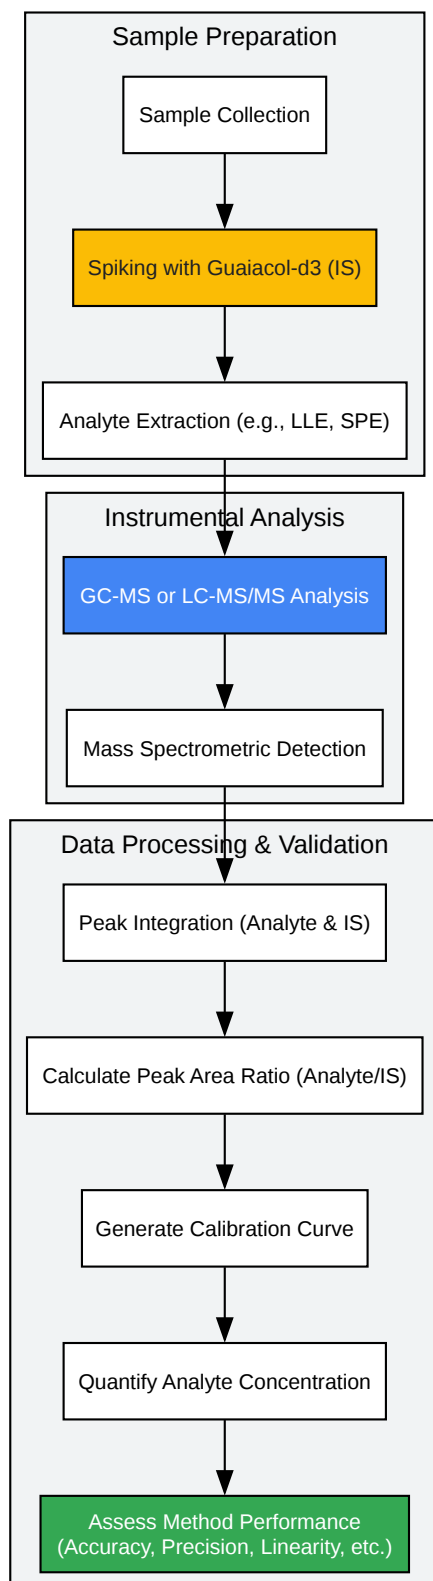 Sample Preparation
Sample Collection
Spiking with Guaiacol-d3 (IS)
Analyte Extraction (e.g., LLE, SPE)
Instrumental Analysis
GC-MS or LC-MS/MS Analysis
Mass Spectrometric Detection
Data Processing & Validation
Peak Integration (Analyte & IS)
Calculate Peak Area Ratio (Analyte/IS)
Generate Calibration Curve
Quantify Analyte Concentration
Assess Method Performance
(Accuracy, Precision, Linearity, etc.)